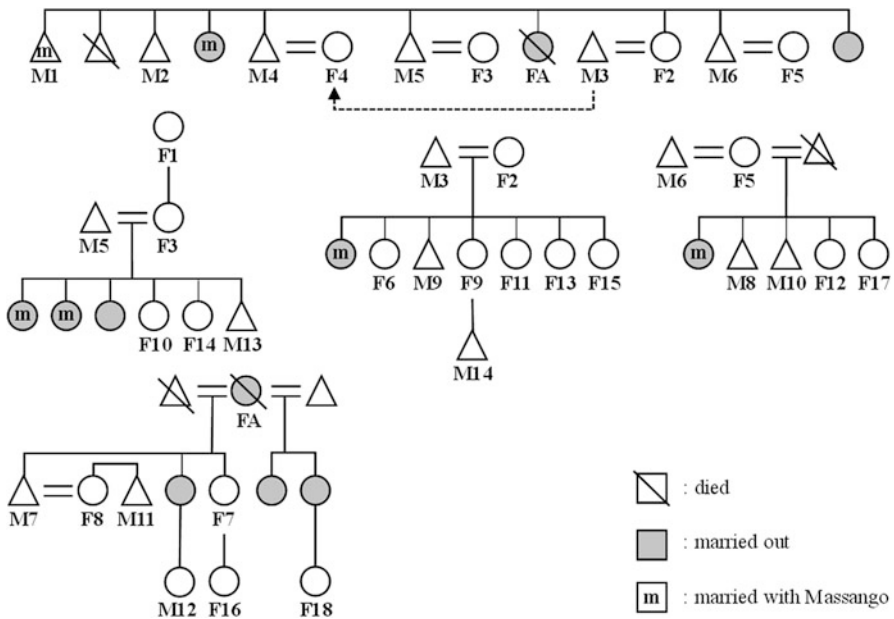 m m
M1 M2 M4 F4 M5 F3 FA M3 F2 M6 F5
F1
M3 F2 M6 F5
M5 F3
m m
F6 M9 F9 F11 F13 F15 M8 M10 F12 F17
m m
F10 F14 M13
M14
FA
: died
M7 F8 M11 F7
: married out
M12 F16 F18
m : married with Massango